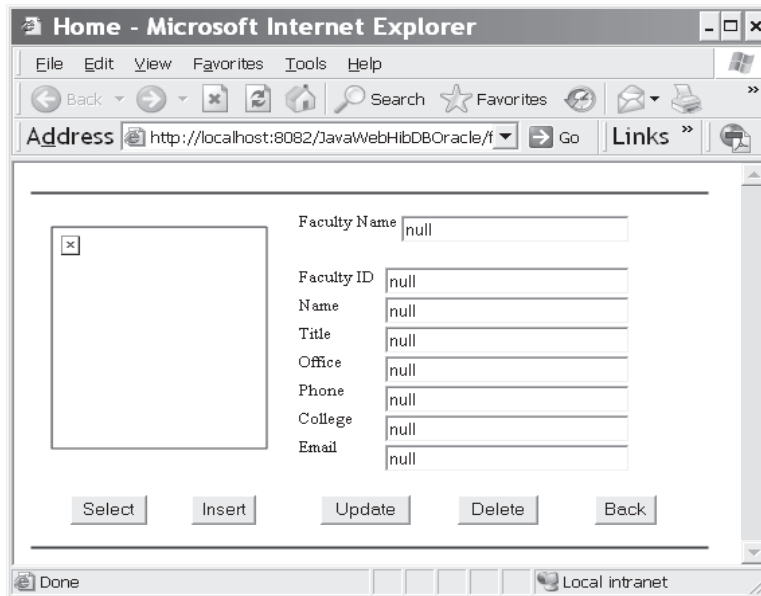 Home - Microsoft Internet Explorer
File Edit View Favorites Tools Help
Back Search Favorites »
Address http://localhost:8082/JavaWebHibDBOracle/f Go Links »
Faculty Name null
Faculty ID null
Name null
Title null
Office null
Phone null
College null
Email null
Select Insert Update Delete Back
Done Local intranet